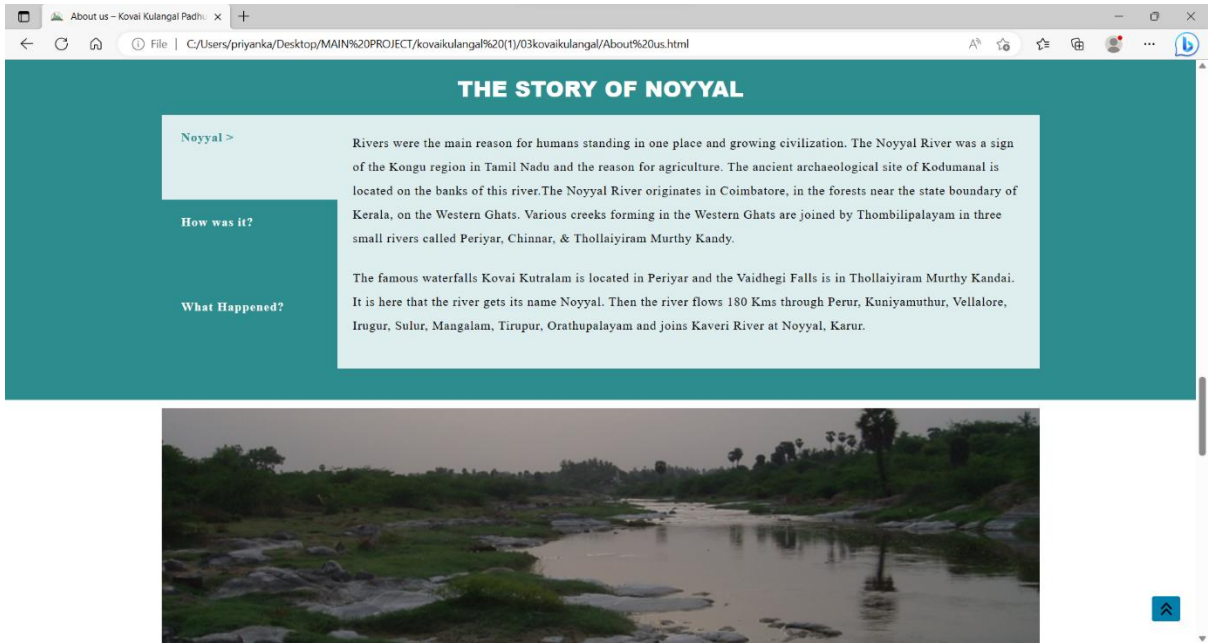 About us – Kovai Kulangal Padhu
File | C:/Users/priyanka/Desktop/MAIN%20PROJECT/kovaikulangal%20(1)/03kovaikulangal/About%20us.html
THE STORY OF NOYYAL
Noyyal >
How was it?
What Happened?
Rivers were the main reason for humans standing in one place and growing civilization. The Noyyal River was a sign
of the Kongu region in Tamil Nadu and the reason for agriculture. The ancient archaeological site of Kodumanal is
located on the banks of this river.The Noyyal River originates in Coimbatore, in the forests near the state boundary of
Kerala, on the Western Ghats. Various creeks forming in the Western Ghats are joined by Thombilipalayam in three
small rivers called Periyar, Chinnar, & Thollaiyiram Murthy Kandy.
The famous waterfalls Kovai Kutralam is located in Periyar and the Vaidhegi Falls is in Thollaiyiram Murthy Kandai.
It is here that the river gets its name Noyyal. Then the river flows 180 Kms through Perur, Kuniyamuthur, Vellalore,
Irugur, Sulur, Mangalam, Tirupur, Orathupalayam and joins Kaveri River at Noyyal, Karur.